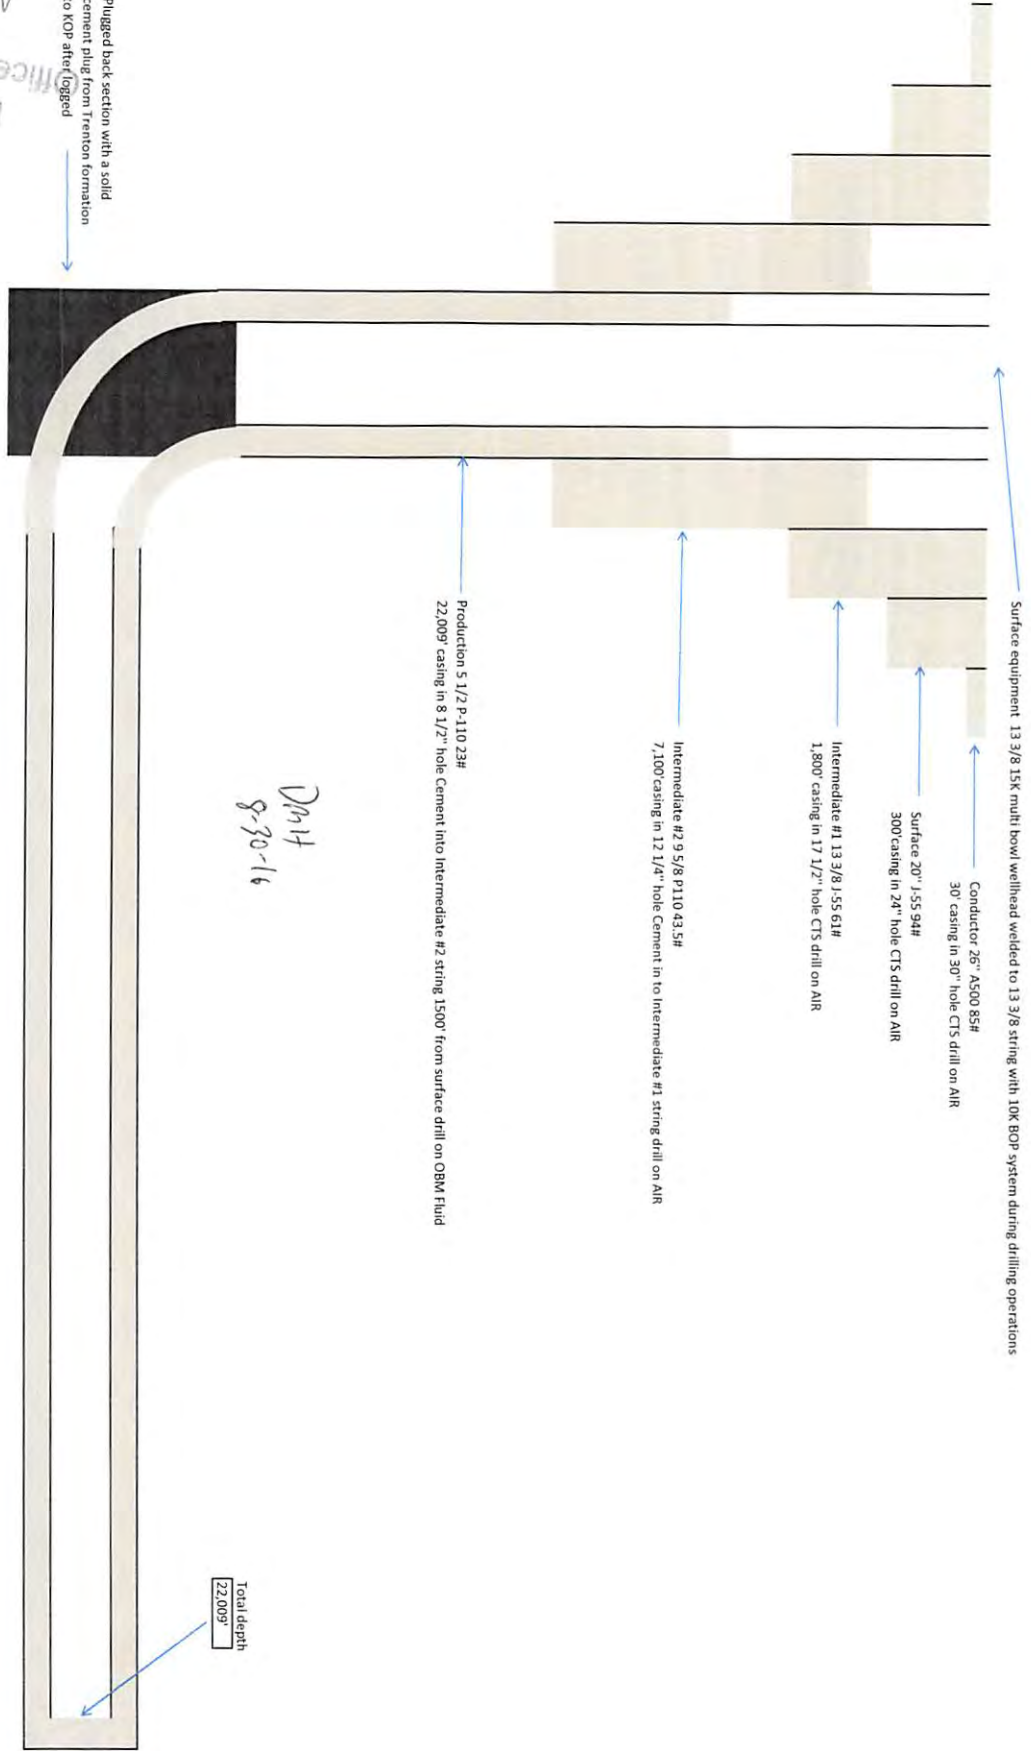 Surface equipment 13 3/8 15K multi bowl wellhead welded to 13 3/8 string with 10K BOP system during drilling operations
Conductor 26" A500 85#
30' casing in 30" hole CTS drill on AIR
Surface 20" J-55 94#
300'casing in 24" hole CTS drill on AIR
Intermediate #1 13 3/8 J-55 61#
1,800' casing in 17 1/2" hole CTS drill on AIR
Intermediate #2 9 5/8 P110 43.5#
7,100'casing in 12 1/4" hole Cement in to Intermediate #1 string drill on AIR
Production 5 1/2 P-110 23#
22,009' casing in 8 1/2" hole Cement into Intermediate #2 string 1500' from surface drill on OBM Fluid
DMH
8-30-16
Total depth
22,009'
Plugged back section with a solid
cement plug from Trenton formation
to KOP after logged
Office